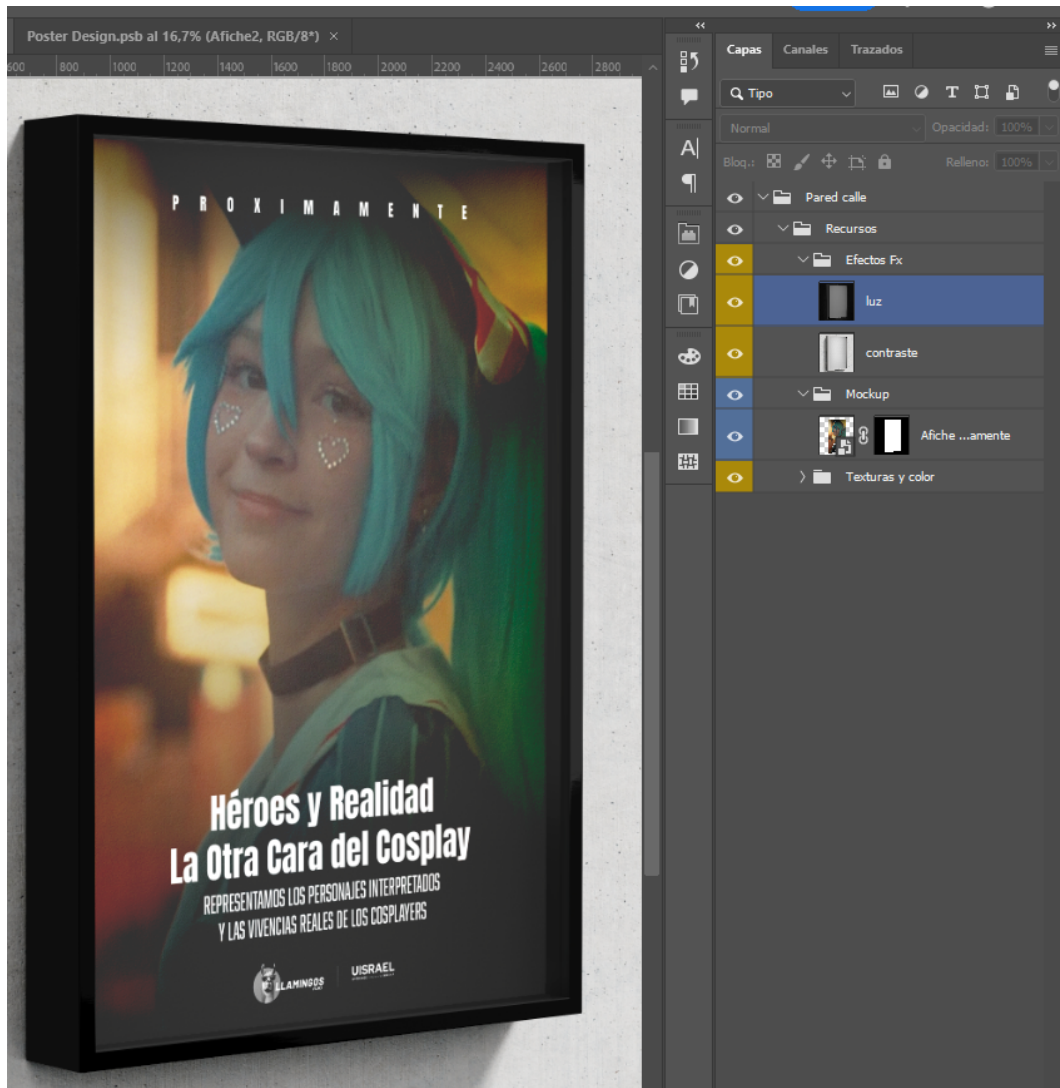 Poster Design.psb al 16,7% (Afiche2, RGB/8*) ×
600 800 1000 1200 1400 1600 1800 2000 2200 2400 2600 2800
PROXIMAMENTE
Héroes y Realidad
La Otra Cara del Cosplay
REPRESENTAMOS LOS PERSONAJES INTERPRETADOS
Y LAS VIVENCIAS REALES DE LOS COSPLAYERS
LLAMINGOS
UISRAEL
Capas Canales Trazados
Tipo
Normal Opacidad: 100%
Bloq.: Relleno: 100%
Pared calle
Recursos
Efectos Fx
luz
contraste
Mockup
Afiche ...amente
Texturas y color